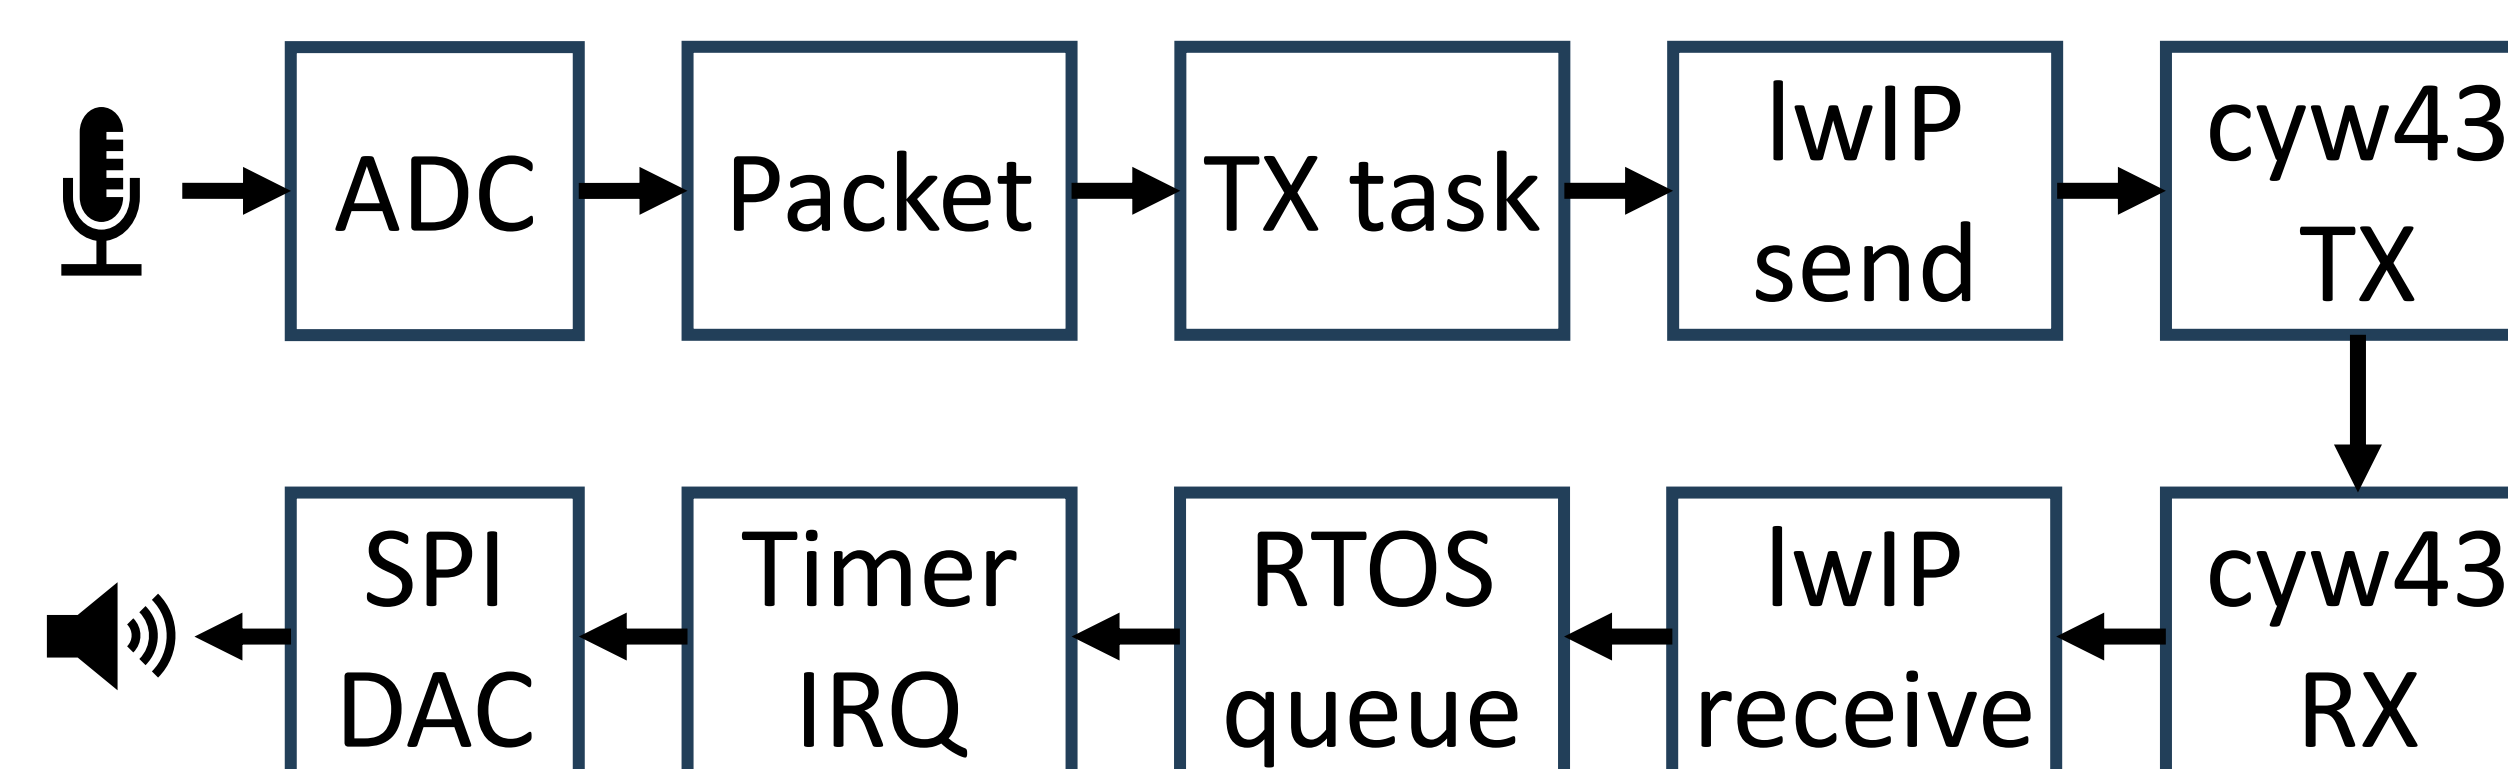 ADC
Packet
TX task
lwIP
send
cyw43
TX
SPI
DAC
Timer
IRQ
RTOS
queue
lwIP
receive
cyw43
RX